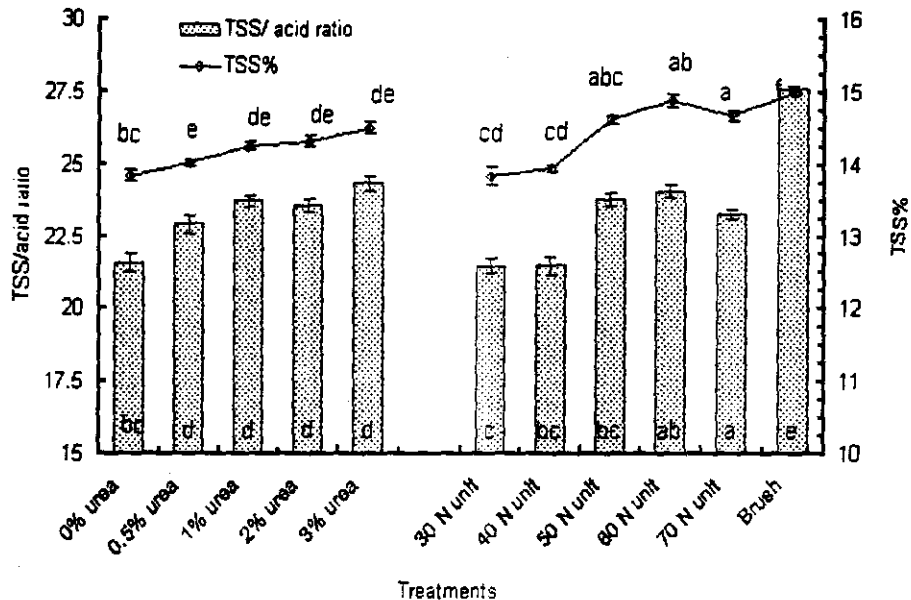 30
27.5
25
22.5
20
17.5
15
TSS/acid ratio
TSS/ acid ratio
TSS%
16
15
14
13
12
11
10
TSS%
bc
e
de
de
de
cd
cd
abc
ab
a
f
bc
d
d
d
d
c
bc
bc
ab
a
e
0% urea
0.5% urea
1% urea
2% urea
3% urea
30 N unit
40 N unit
50 N unit
60 N unit
70 N unit
Brush
Treatments